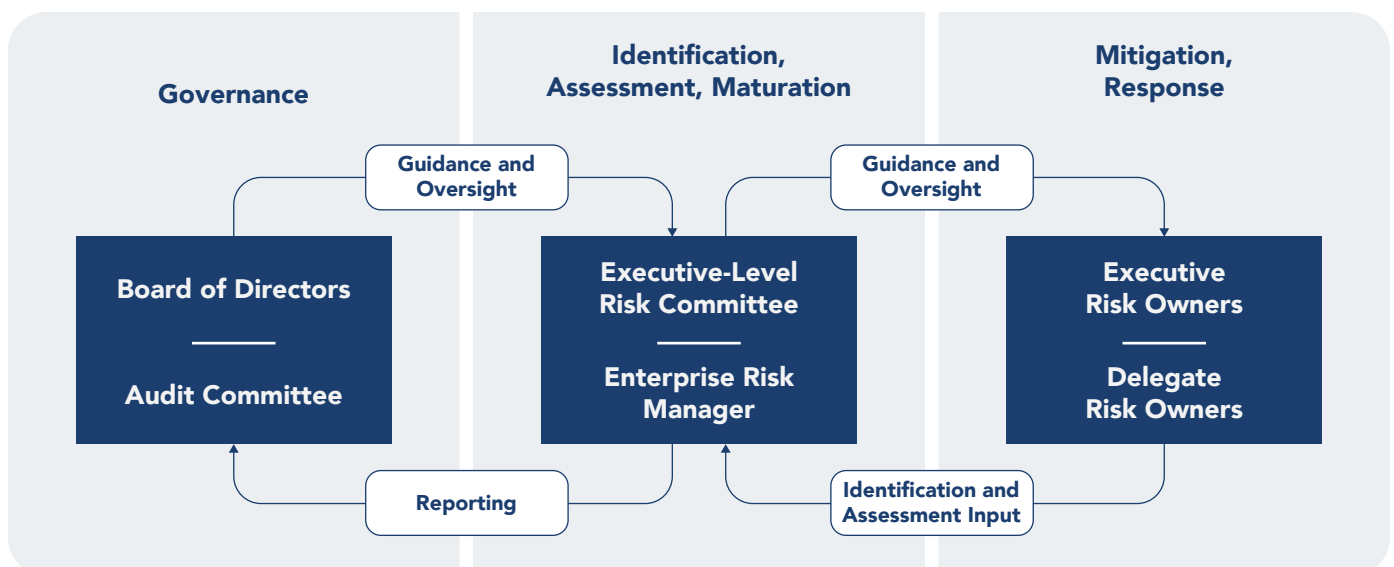 Governance
Identification,
Assessment, Maturation
Mitigation,
Response
Guidance and
Oversight
Guidance and
Oversight
Board of Directors
Audit Committee
Executive-Level
Risk Committee
Enterprise Risk
Manager
Executive
Risk Owners
Delegate
Risk Owners
Reporting
Identification and
Assessment Input